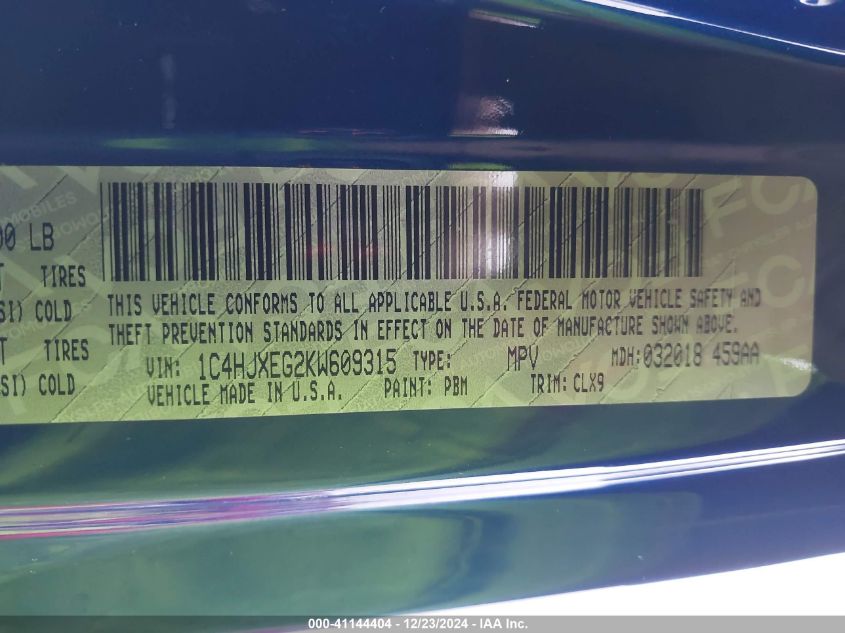 00 LB
TIRES
SI) COLD
TIRES
SI) COLD
THIS VEHICLE CONFORMS TO ALL APPLICABLE U.S.A. FEDERAL MOTOR VEHICLE SAFETY AND
THEFT PREVENTION STANDARDS IN EFFECT ON THE DATE OF MANUFACTURE SHOWN ABOVE.
VIN: 1C4HJXEG2KW609315 TYPE: MPV MDH:032018 459AA
VEHICLE MADE IN U.S.A. PAINT: PBM TRIM: CLX9
000-41144404 - 12/23/2024 - IAA Inc.